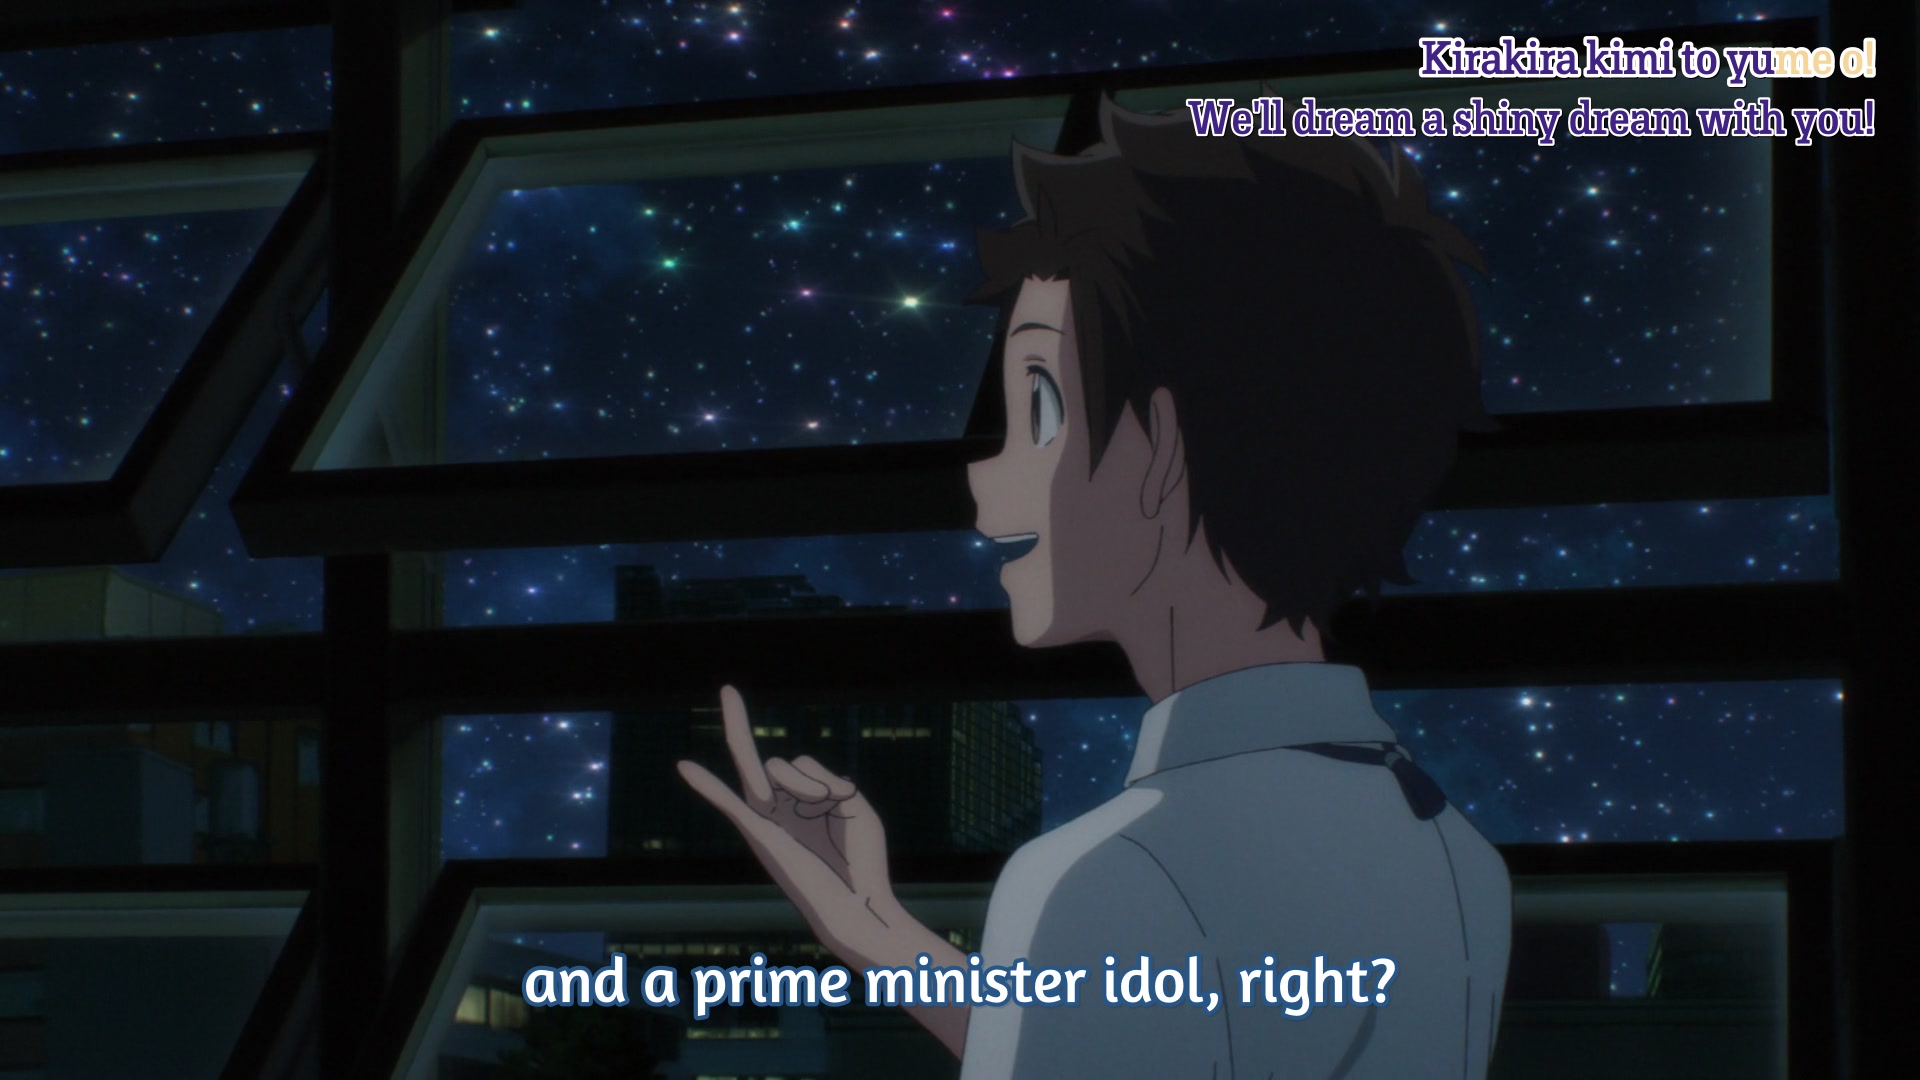 Kirakira kimi to yume o!
We'll dream a shiny dream with you!
and a prime minister idol, right?